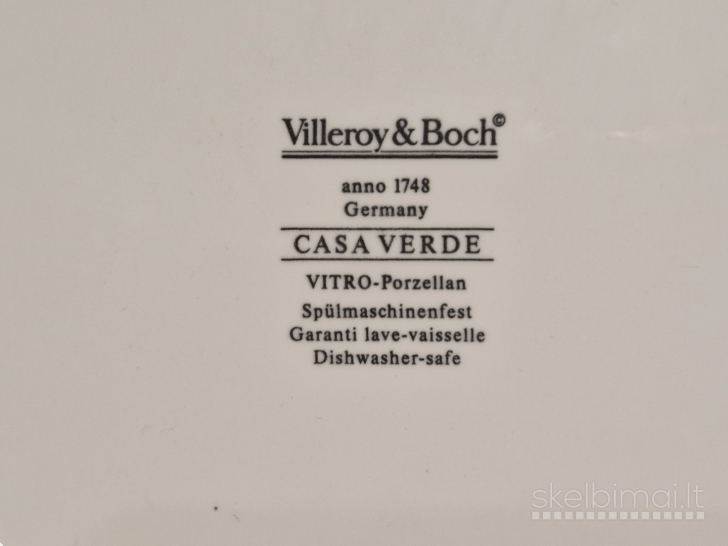 Villeroy & Boch©
anno 1748
Germany
CASA VERDE
VITRO-Porzellan
Spülmaschinenfest
Garanti lave-vaisselle
Dishwasher-safe
skelbimai.lt